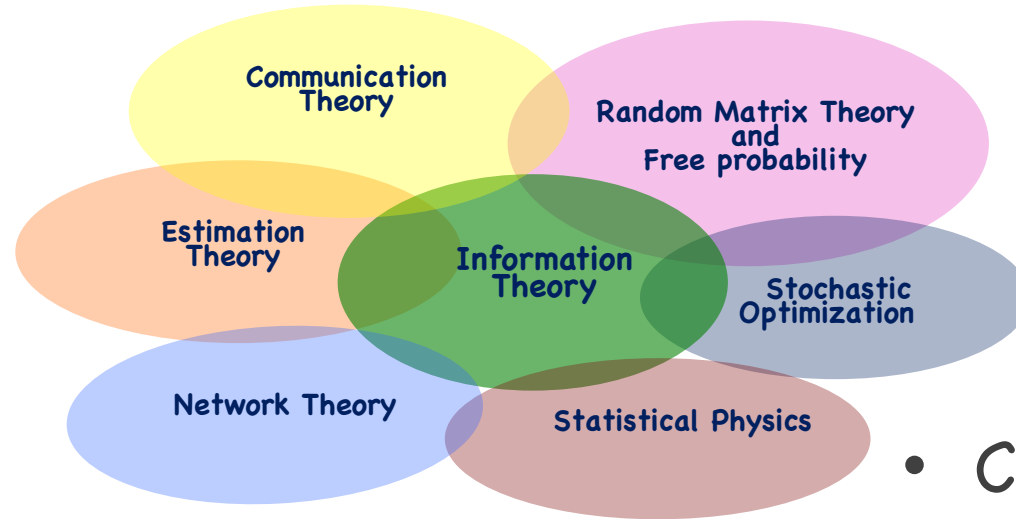 Communication
Theory
Random Matrix Theory
and
Free probability
Estimation
Theory
Information
Theory
Stochastic
Optimization
Network Theory
Statistical Physics
• C